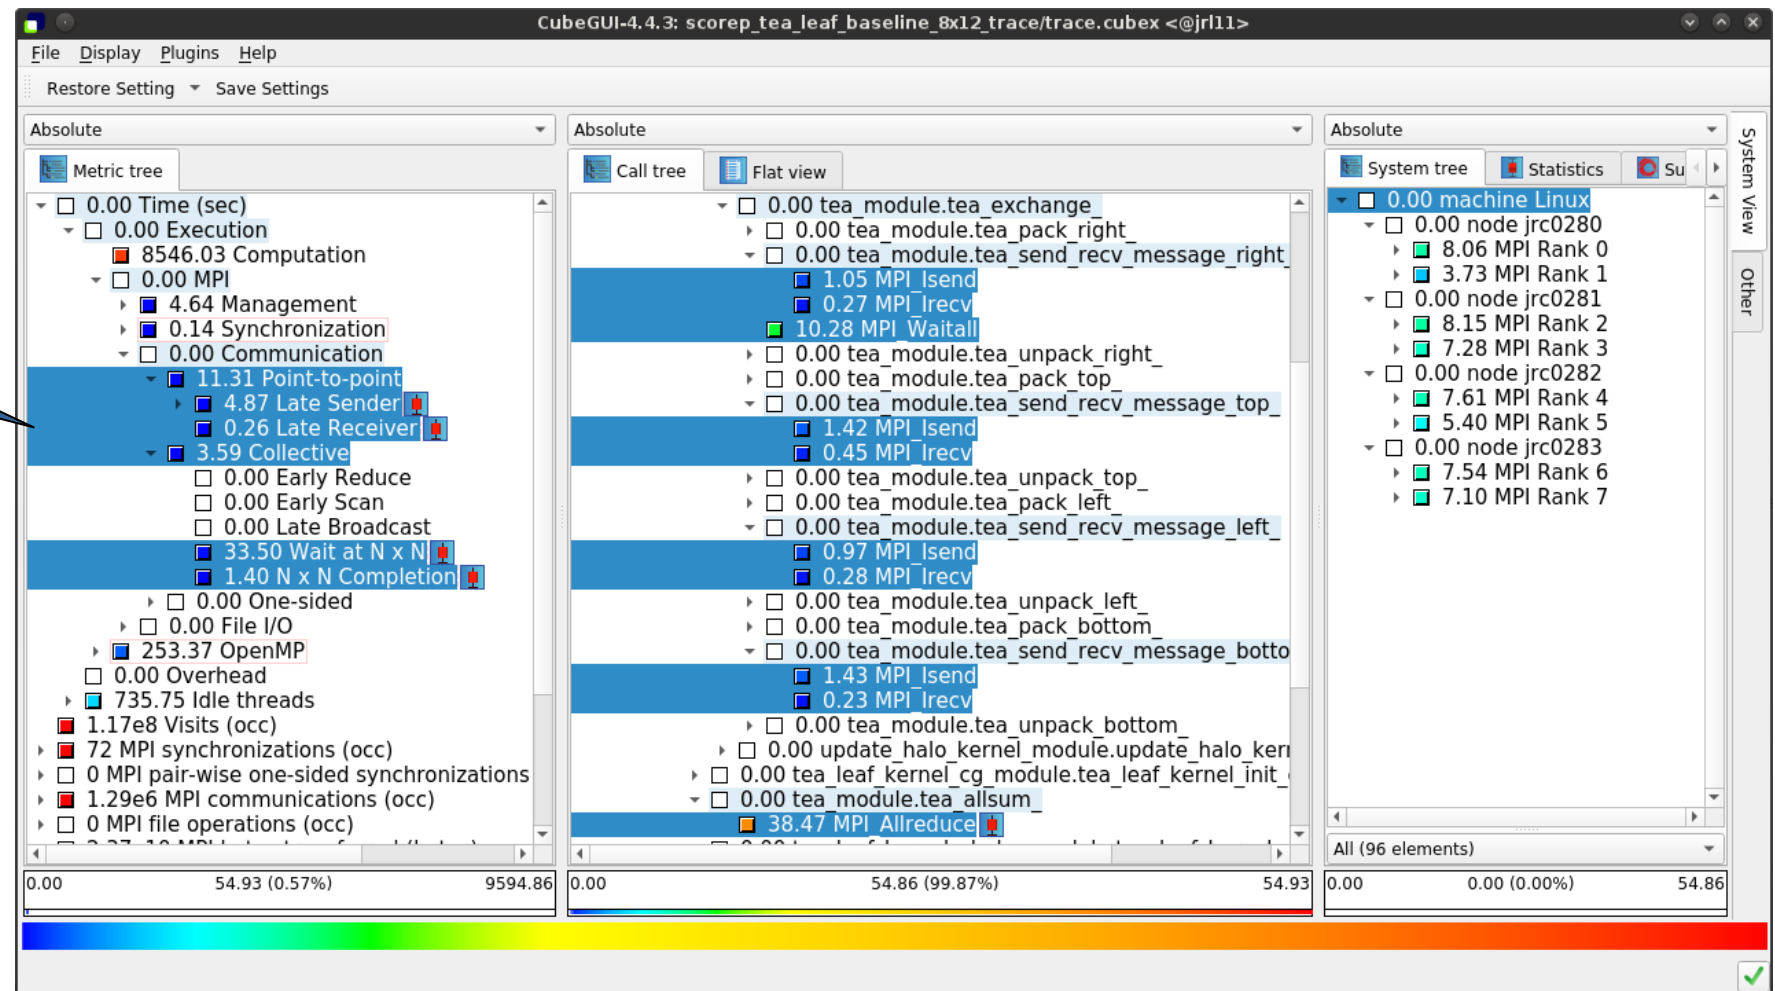 CubeGUI-4.4.3: scorep_tea_leaf_baseline_8x12_trace/trace.cubex <@jrl11>
File Display Plugins Help
Restore Setting Save Settings
Absolute
Metric tree
0.00 Time (sec)
0.00 Execution
8546.03 Computation
0.00 MPI
4.64 Management
0.14 Synchronization
0.00 Communication
11.31 Point-to-point
4.87 Late Sender
0.26 Late Receiver
3.59 Collective
0.00 Early Reduce
0.00 Early Scan
0.00 Late Broadcast
33.50 Wait at N x N
1.40 N x N Completion
0.00 One-sided
0.00 File I/O
253.37 OpenMP
0.00 Overhead
735.75 Idle threads
1.17e8 Visits (occ)
72 MPI synchronizations (occ)
0 MPI pair-wise one-sided synchronizations
1.29e6 MPI communications (occ)
0 MPI file operations (occ)
0.00 54.93 (0.57%) 9594.86
Absolute
Call tree Flat view
0.00 tea_module.tea_exchange_
0.00 tea_module.tea_pack_right_
0.00 tea_module.tea_send_recv_message_right_
1.05 MPI_Isend
0.27 MPI_Irecv
10.28 MPI_Waitall
0.00 tea_module.tea_unpack_right_
0.00 tea_module.tea_pack_top_
0.00 tea_module.tea_send_recv_message_top_
1.42 MPI_Isend
0.45 MPI_Irecv
0.00 tea_module.tea_unpack_top_
0.00 tea_module.tea_pack_left_
0.00 tea_module.tea_send_recv_message_left_
0.97 MPI_Isend
0.28 MPI_Irecv
0.00 tea_module.tea_unpack_left_
0.00 tea_module.tea_pack_bottom_
0.00 tea_module.tea_send_recv_message_botto
1.43 MPI_Isend
0.23 MPI_Irecv
0.00 tea_module.tea_unpack_bottom_
0.00 update_halo_kernel_module.update_halo_ker
0.00 tea_leaf_kernel_cg_module.tea_leaf_kernel_init_
0.00 tea_module.tea_allsum_
38.47 MPI_Allreduce
0.00 54.86 (99.87%) 54.93
Absolute
System tree Statistics Su
0.00 machine Linux
0.00 node jrc0280
8.06 MPI Rank 0
3.73 MPI Rank 1
0.00 node jrc0281
8.15 MPI Rank 2
7.28 MPI Rank 3
0.00 node jrc0282
7.61 MPI Rank 4
5.40 MPI Rank 5
0.00 node jrc0283
7.54 MPI Rank 6
7.10 MPI Rank 7
All (96 elements)
0.00 0.00 (0.00%) 54.86
System View
Other